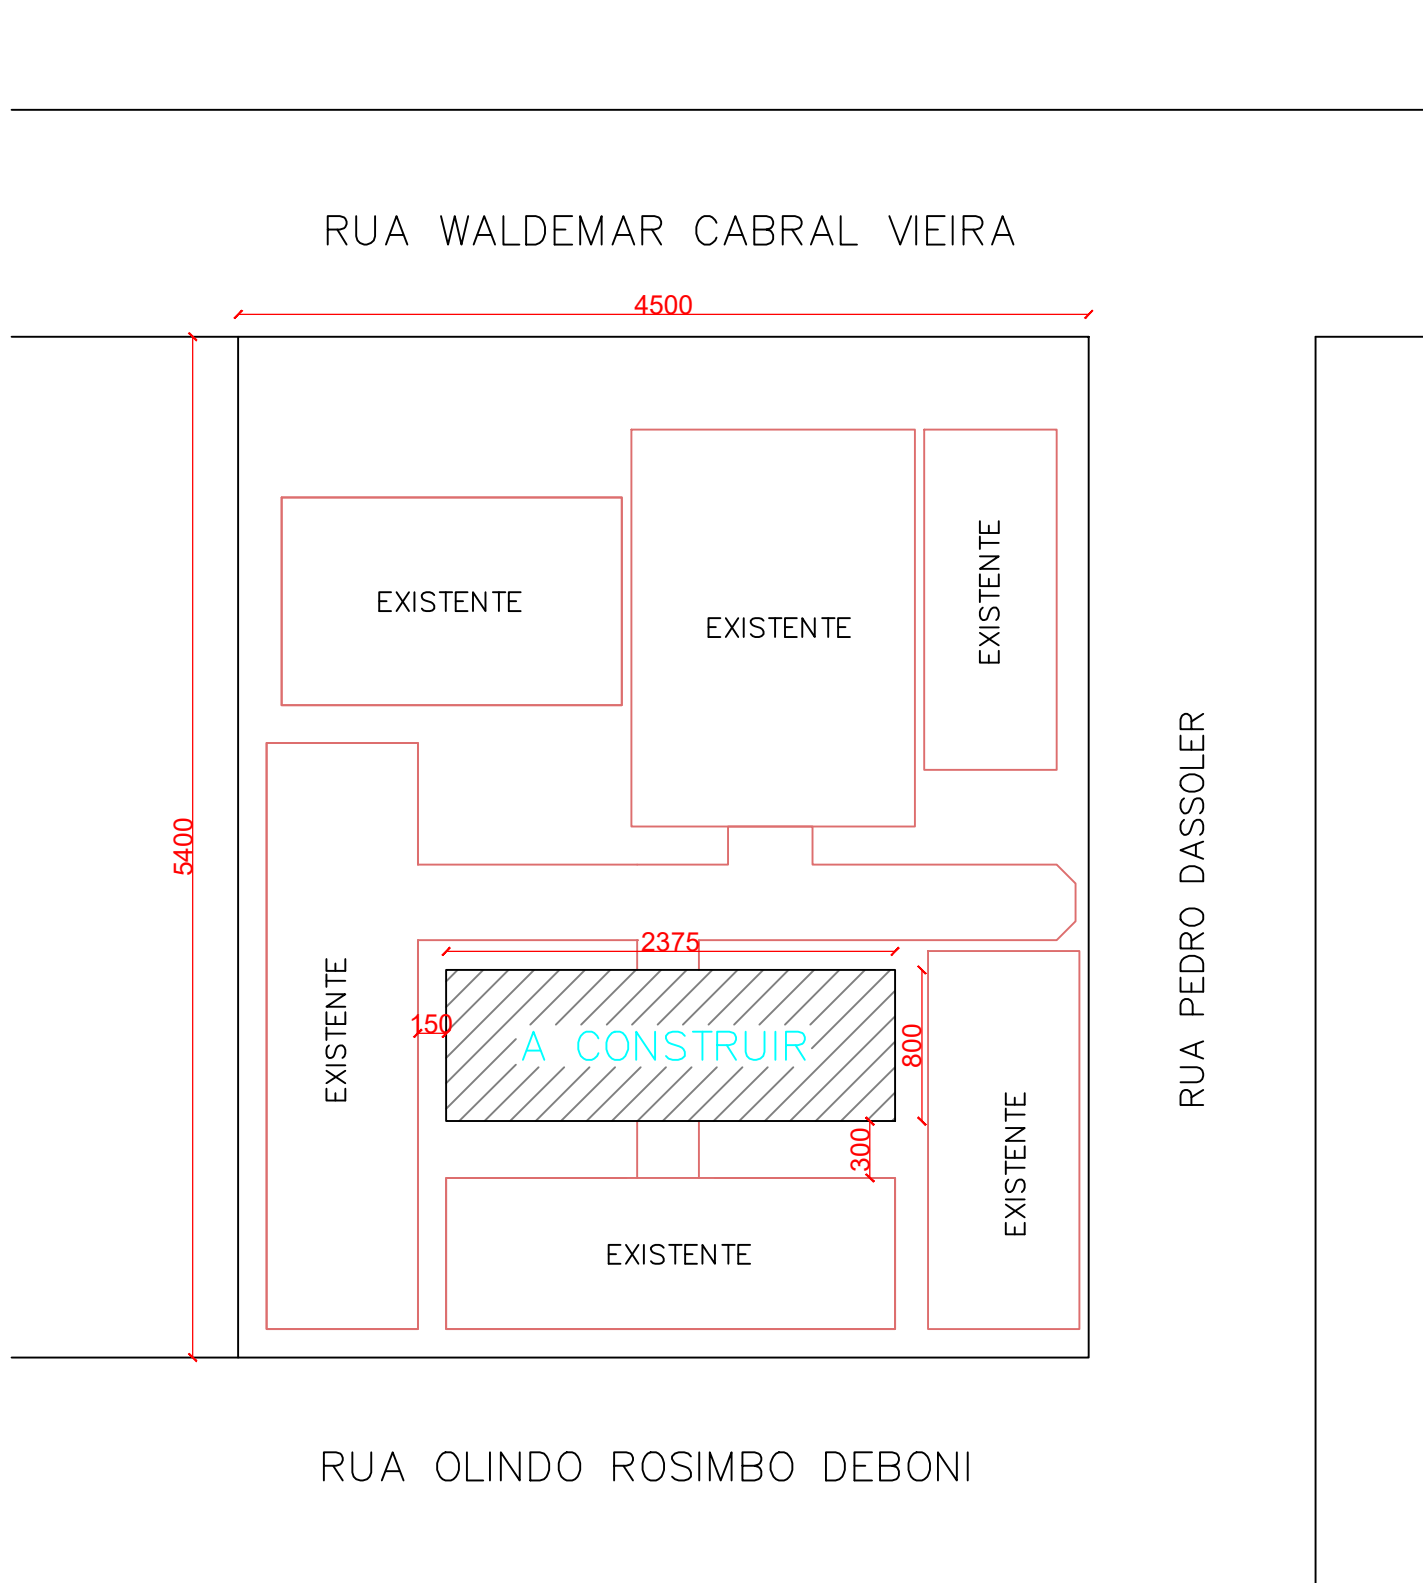 RUA WALDEMAR CABRAL VIEIRA
4500
EXISTENTE
EXISTENTE
EXISTENTE
RUA PEDRO DASSOLER
5400
2375
EXISTENTE
150
A CONSTRUIR
800
300
EXISTENTE
EXISTENTE
RUA OLINDO ROSIMBO DEBONI